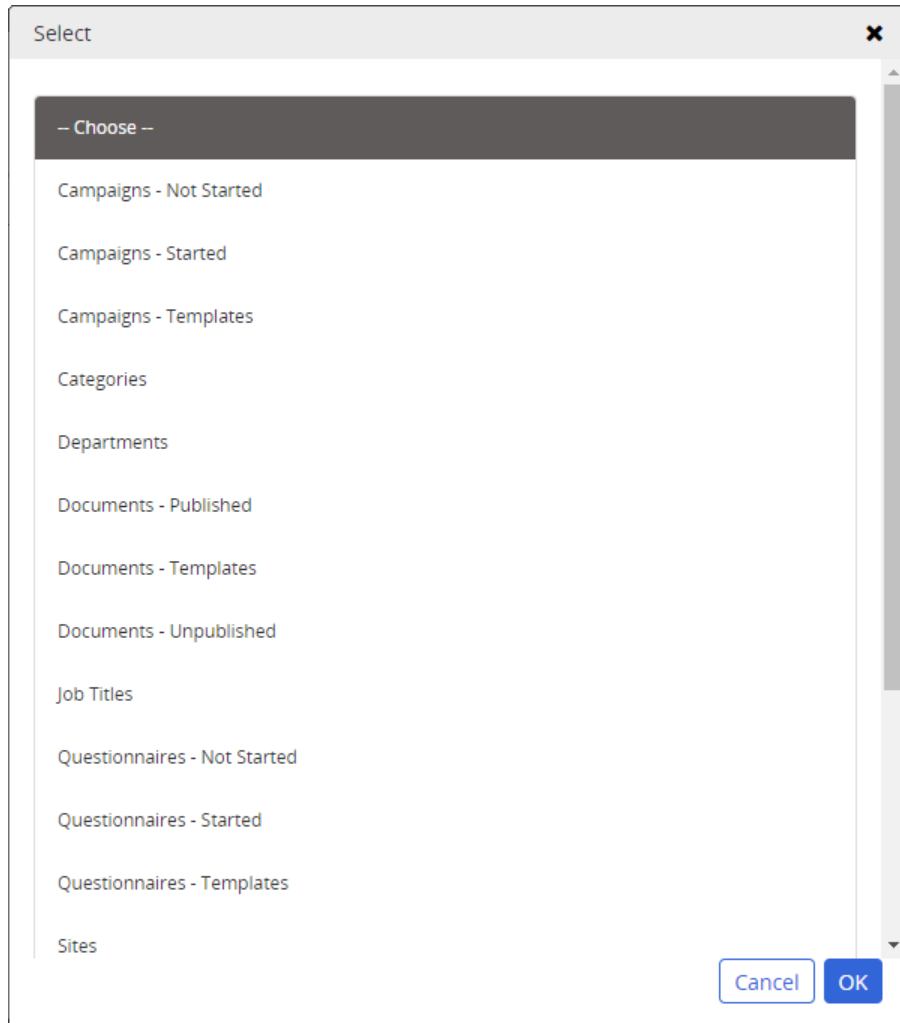 Select
-- Choose --
Campaigns - Not Started
Campaigns - Started
Campaigns - Templates
Categories
Departments
Documents - Published
Documents - Templates
Documents - Unpublished
Job Titles
Questionnaires - Not Started
Questionnaires - Started
Questionnaires - Templates
Sites
Cancel OK